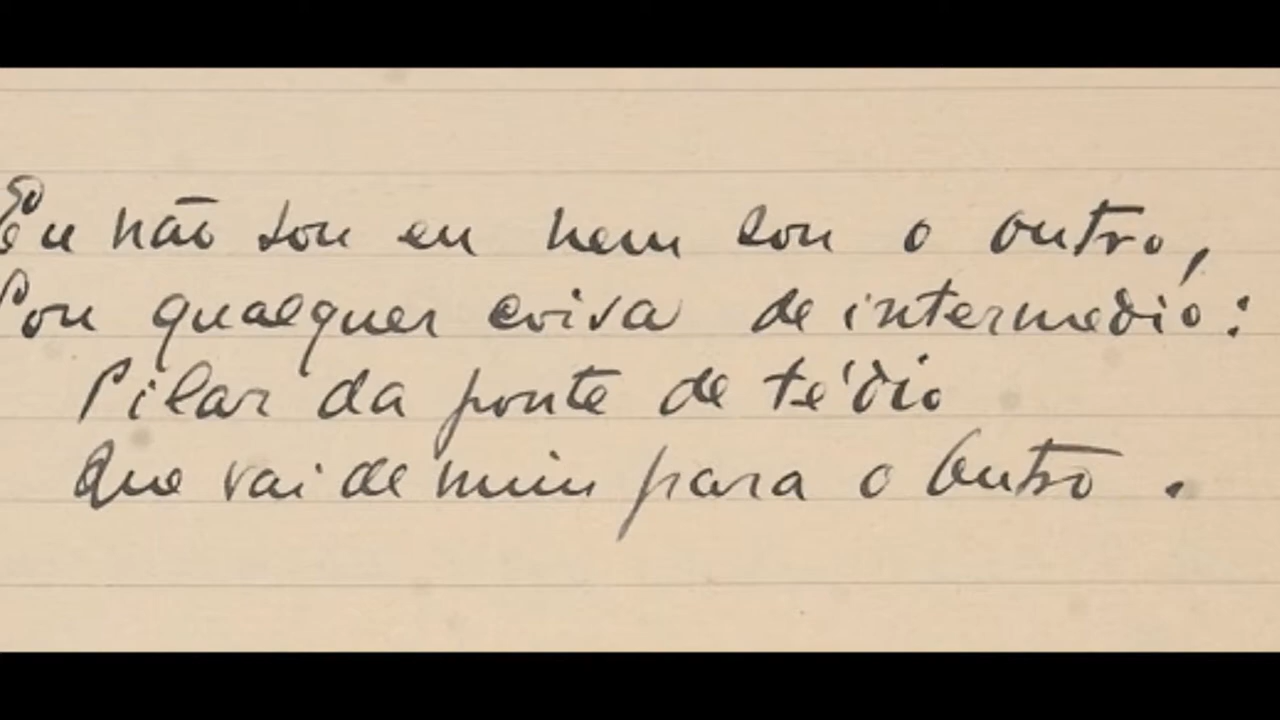 Eu não sou eu nem sou o outro,
Sou qualquer coisa de intermedio:
Pilar da ponte de tédio
Que vai de mim para o Outro.